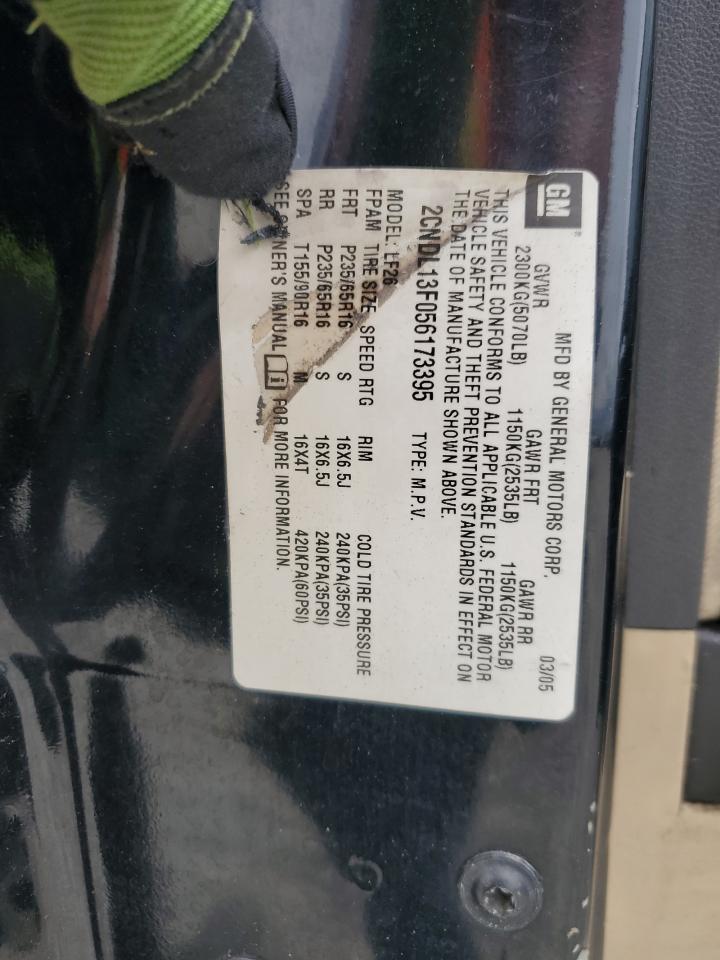 GM®
MFD BY GENERAL MOTORS CORP. 03/05
GVWR GAWR FRT GAWR RR
2300KG(5070LB) 1150KG(2535LB) 1150KG(2535LB)
THIS VEHICLE CONFORMS TO ALL APPLICABLE U.S. FEDERAL MOTOR
VEHICLE SAFETY AND THEFT PREVENTION STANDARDS IN EFFECT ON
THE DATE OF MANUFACTURE SHOWN ABOVE.
2CNDL13F056173395 TYPE: M.P.V.
MODEL: LF26
FPAM TIRE SIZE SPEED RTG RIM COLD TIRE PRESSURE
FRT P235/65R16 S 16X6.5J 240KPA(35PSI)
RR P235/65R16 S 16X6.5J 240KPA(35PSI)
SPA T155/90R16 M 16X4T 420KPA(60PSI)
SEE OWNER'S MANUAL FOR MORE INFORMATION.